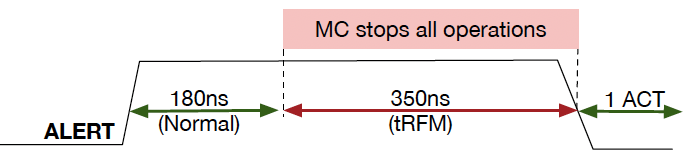 MC stops all operations
180ns
(Normal)
350ns
(tRFM)
1 ACT
ALERT